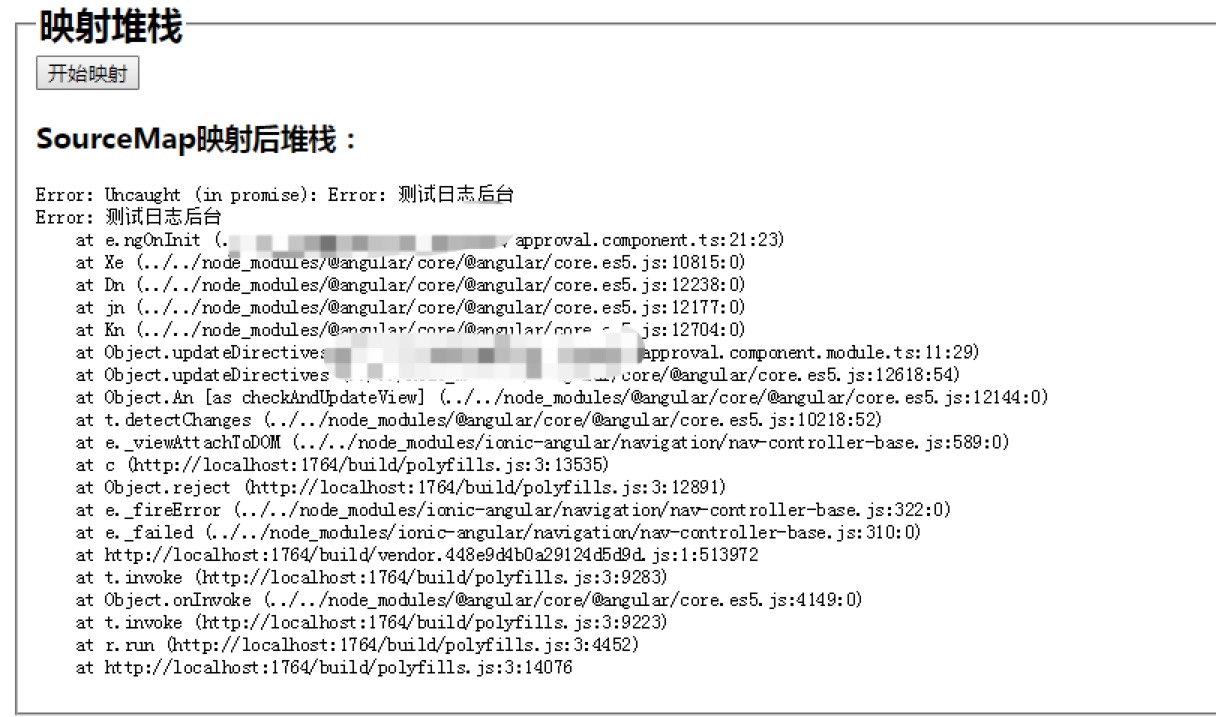 映射堆栈
开始映射
SourceMap映射后堆栈：
Error: Uncaught (in promise): Error: 测试日志后台
Error: 测试日志后台
at e.ngOnInit (. approval.component.ts:21:23)
at Xe (../../node_modules/@angular/core/@angular/core.es5.js:10815:0)
at Dn (../../node_modules/@angular/core/@angular/core.es5.js:12238:0)
at jn (../../node_modules/@angular/core/@angular/core.es5.js:12177:0)
at Kn (../../node_modules/@angular/core/@angular/core.es5.js:12704:0)
at Object.updateDirectives approval.component.module.ts:11:29)
at Object.updateDirectives core/@angular/core.es5.js:12618:54)
at Object.An [as checkAndUpdateView] (../../node_modules/@angular/core/@angular/core.es5.js:12144:0)
at t.detectChanges (../../node_modules/@angular/core/@angular/core.es5.js:10218:52)
at e._viewAttachToDOM (../../node_modules/ionic-angular/navigation/nav-controller-base.js:589:0)
at c (http://localhost:1764/build/polyfills.js:3:13535)
at Object.reject (http://localhost:1764/build/polyfills.js:3:12891)
at e._fireError (../../node_modules/ionic-angular/navigation/nav-controller-base.js:322:0)
at e._failed (../../node_modules/ionic-angular/navigation/nav-controller-base.js:310:0)
at http://localhost:1764/build/vendor.448e9d4b0a29124d5d9d.js:1:513972
at t.invoke (http://localhost:1764/build/polyfills.js:3:9283)
at Object.onInvoke (../../node_modules/@angular/core/@angular/core.es5.js:4149:0)
at t.invoke (http://localhost:1764/build/polyfills.js:3:9223)
at r.run (http://localhost:1764/build/polyfills.js:3:4452)
at http://localhost:1764/build/polyfills.js:3:14076